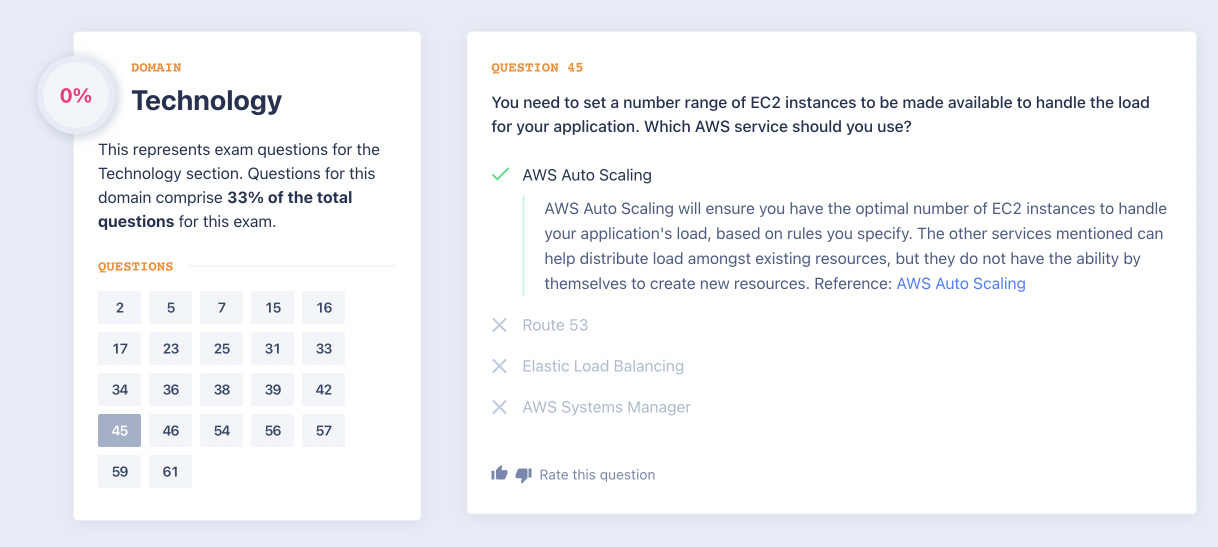 0%
DOMAIN
Technology
This represents exam questions for the
Technology section. Questions for this
domain comprise 33% of the total
questions for this exam.
QUESTIONS
2 5 7 15 16
17 23 25 31 33
34 36 38 39 42
45 46 54 56 57
59 61
QUESTION 45
You need to set a number range of EC2 instances to be made available to handle the load
for your application. Which AWS service should you use?
AWS Auto Scaling
AWS Auto Scaling will ensure you have the optimal number of EC2 instances to handle
your application's load, based on rules you specify. The other services mentioned can
help distribute load amongst existing resources, but they do not have the ability by
themselves to create new resources. Reference: AWS Auto Scaling
Route 53
Elastic Load Balancing
AWS Systems Manager
Rate this question